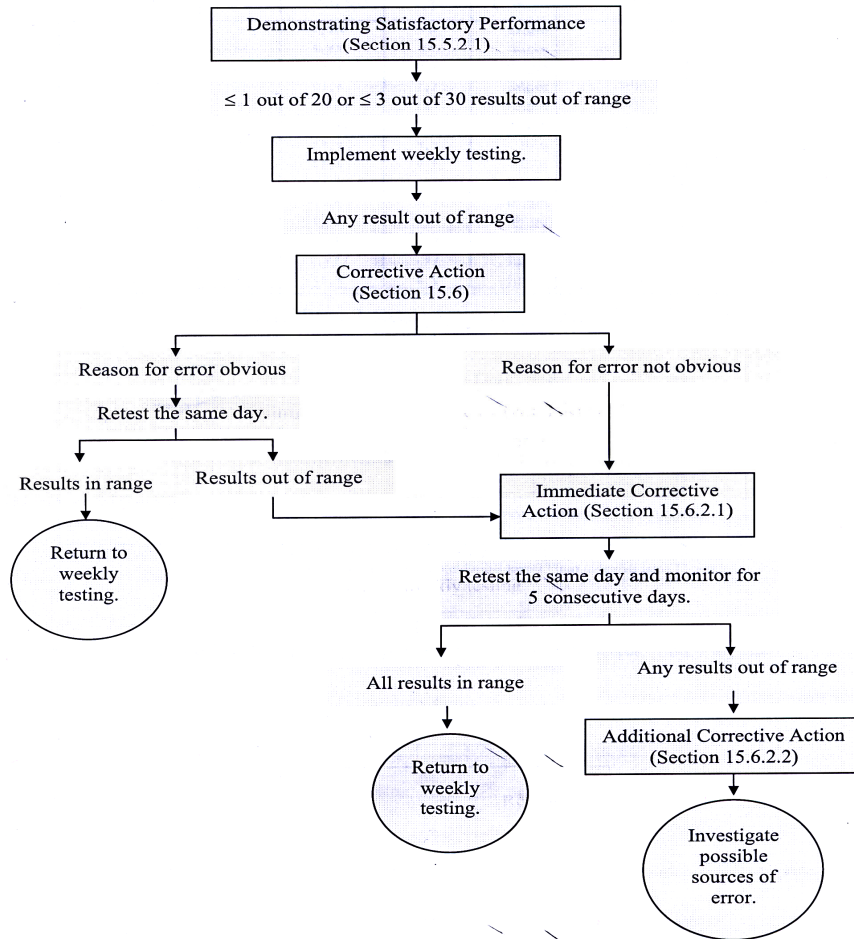 Demonstrating Satisfactory Performance
(Section 15.5.2.1)
≤ 1 out of 20 or ≤ 3 out of 30 results out of range
Implement weekly testing.
Any result out of range
Corrective Action
(Section 15.6)
Reason for error obvious
Reason for error not obvious
Retest the same day.
Results in range
Results out of range
Immediate Corrective
Action (Section 15.6.2.1)
Return to
weekly
testing.
Retest the same day and monitor for
5 consecutive days.
All results in range
Any results out of range
Additional Corrective Action
(Section 15.6.2.2)
Return to
weekly
testing.
Investigate
possible
sources of
error.